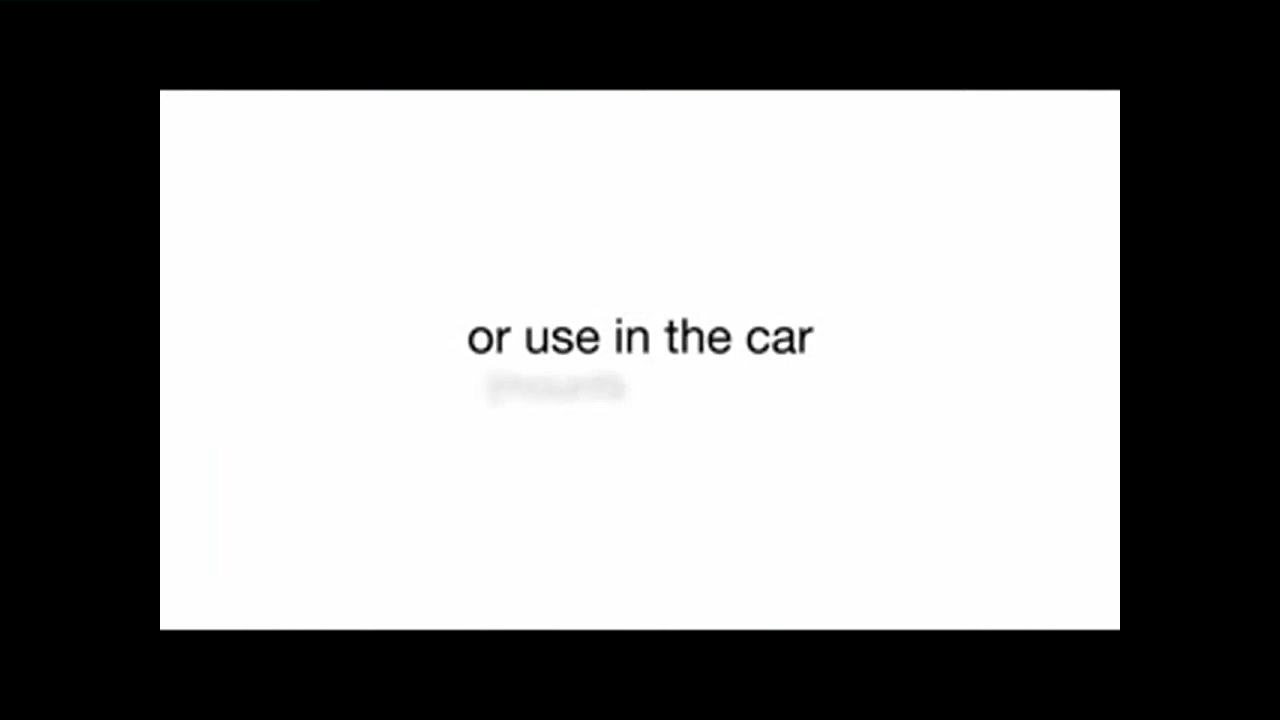 or use in the car